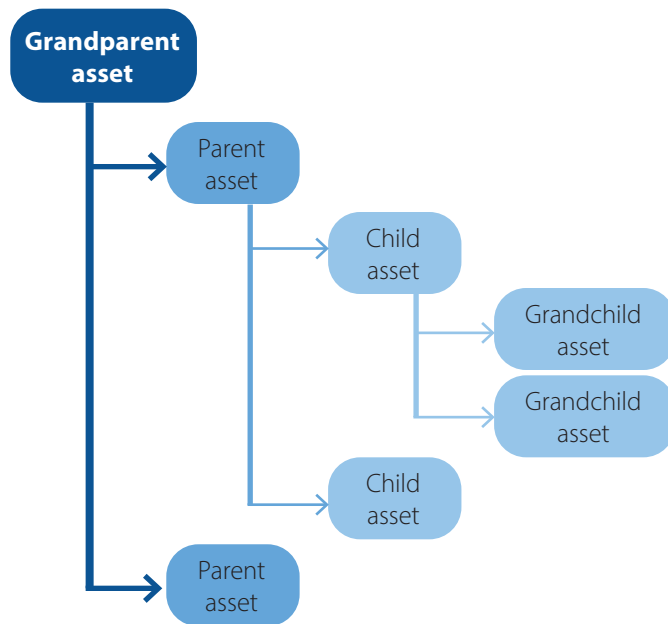 Grandparent
asset
Parent
asset
Child
asset
Grandchild
asset
Grandchild
asset
Child
asset
Parent
asset